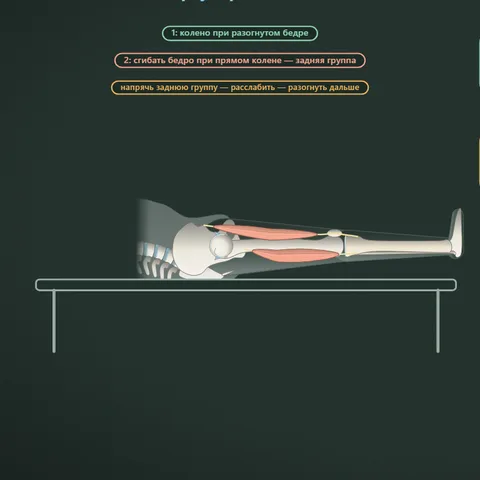 1: колено при разогнутом бедре
2: сгибать бедро при прямом колене — задняя группа
напрячь заднюю группу — расслабить — разогнуть дальше